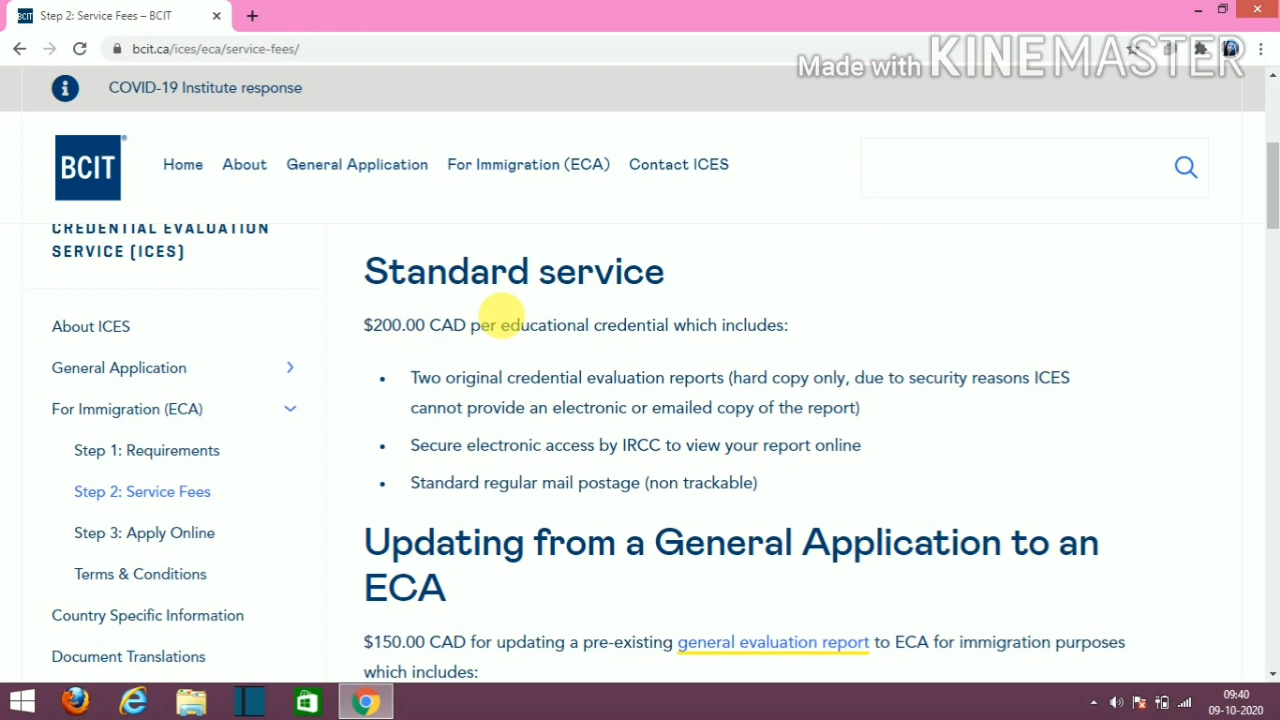 Step 2: Service Fees – BCIT
bcit.ca/ices/eca/service-fees/
Made with KINEMASTER
COVID-19 Institute response
BCIT
Home About General Application For Immigration (ECA) Contact ICES
CREDENTIAL EVALUATION
SERVICE (ICES)
About ICES
General Application
For Immigration (ECA)
Step 1: Requirements
Step 2: Service Fees
Step 3: Apply Online
Terms & Conditions
Country Specific Information
Document Translations
Standard service
$200.00 CAD per educational credential which includes:
• Two original credential evaluation reports (hard copy only, due to security reasons ICES
cannot provide an electronic or emailed copy of the report)
• Secure electronic access by IRCC to view your report online
• Standard regular mail postage (non trackable)
Updating from a General Application to an
ECA
$150.00 CAD for updating a pre-existing general evaluation report to ECA for immigration purposes
which includes:
09:40
09-10-2020